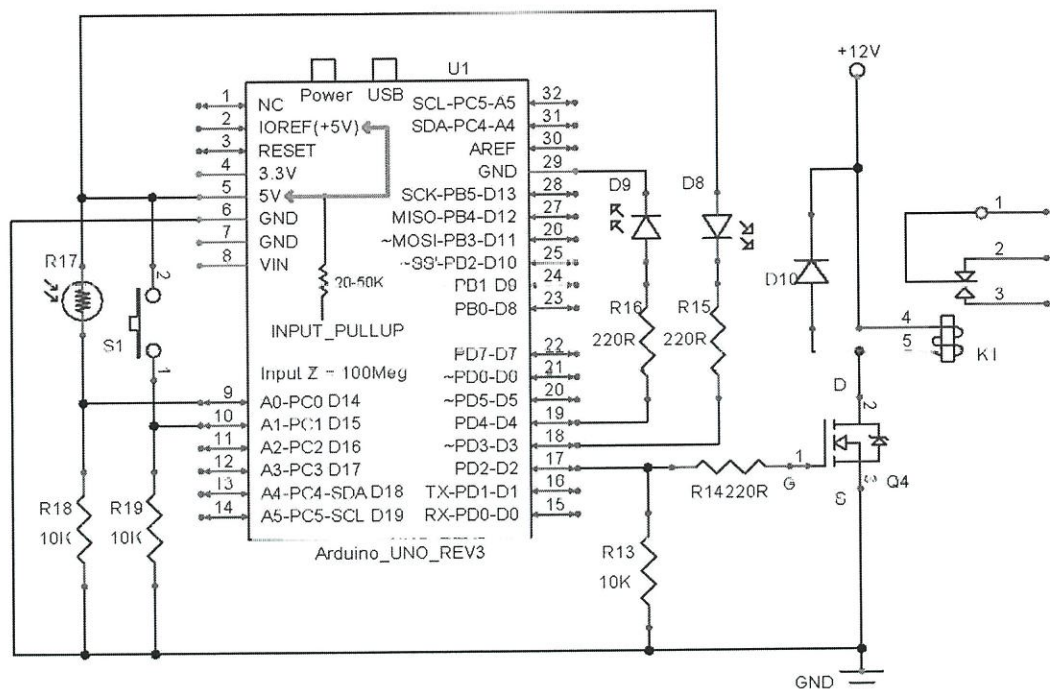 U1
+12V
Power
USB
1
NC
2
IOREF(+5V)
3
RESET
4
3.3V
5
5V
6
GND
7
GND
8
VIN
20-50K
INPUT_PULLUP
Input Z = 100Meg
9
A0-PC0 D14
10
A1-PC1 D15
11
A2-PC2 D16
12
A3-PC3 D17
13
A4-PC4-SDA D18
14
A5-PC5-SCL D19
SCL-PC5-A5
32
SDA-PC4-A4
31
AREF
30
GND
29
SCK-PB5-D13
28
MISO-PB4-D12
27
~MOSI-PB3-D11
26
~SS'-PD2-D10
25
PB1 D9
24
PB0-D8
23
PD7-D7
22
~PD0-D0
21
~PD5-D5
20
PD4-D4
19
~PD3-D3
18
PD2-D2
17
TX-PD1-D1
16
RX-PD0-D0
15
Arduino_UNO_REV3
R17
S1
2
1
R18
10K
R19
10K
D9
D8
R16
220R
R15
220R
D10
1
2
3
4
5
K1
D
2
1
G
S
3
Q4
R14220R
R13
10K
GND